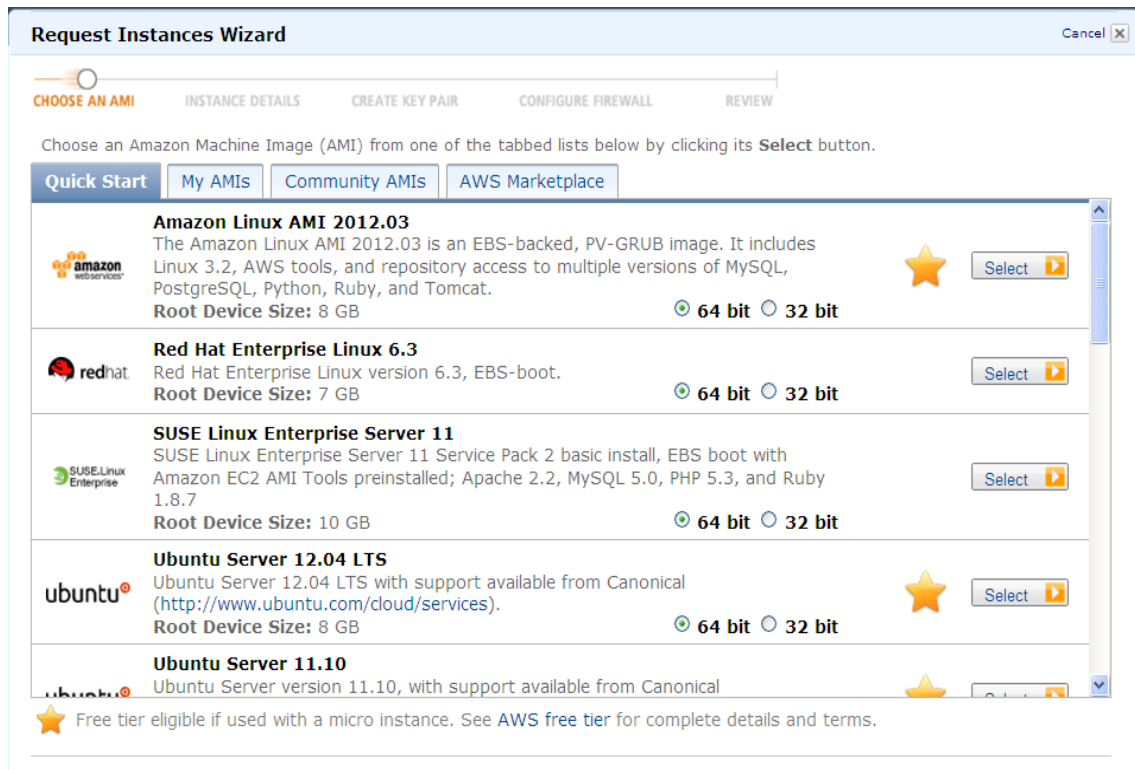 Request Instances Wizard
Cancel
CHOOSE AN AMI INSTANCE DETAILS CREATE KEY PAIR CONFIGURE FIREWALL REVIEW
Choose an Amazon Machine Image (AMI) from one of the tabbed lists below by clicking its Select button.
Quick Start My AMIs Community AMIs AWS Marketplace
Amazon Linux AMI 2012.03
amazon
webservices
The Amazon Linux AMI 2012.03 is an EBS-backed, PV-GRUB image. It includes
Linux 3.2, AWS tools, and repository access to multiple versions of MySQL,
PostgreSQL, Python, Ruby, and Tomcat.
Root Device Size: 8 GB
64 bit 32 bit
Select
redhat.
Red Hat Enterprise Linux 6.3
Red Hat Enterprise Linux version 6.3, EBS-boot.
Root Device Size: 7 GB
64 bit 32 bit
Select
SUSE.Linux
Enterprise
SUSE Linux Enterprise Server 11
SUSE Linux Enterprise Server 11 Service Pack 2 basic install, EBS boot with
Amazon EC2 AMI Tools preinstalled; Apache 2.2, MySQL 5.0, PHP 5.3, and Ruby
1.8.7
Root Device Size: 10 GB
64 bit 32 bit
Select
ubuntu
Ubuntu Server 12.04 LTS
Ubuntu Server 12.04 LTS with support available from Canonical
(http://www.ubuntu.com/cloud/services).
Root Device Size: 8 GB
64 bit 32 bit
Select
Ubuntu Server 11.10
Ubuntu Server version 11.10, with support available from Canonical
Free tier eligible if used with a micro instance. See AWS free tier for complete details and terms.